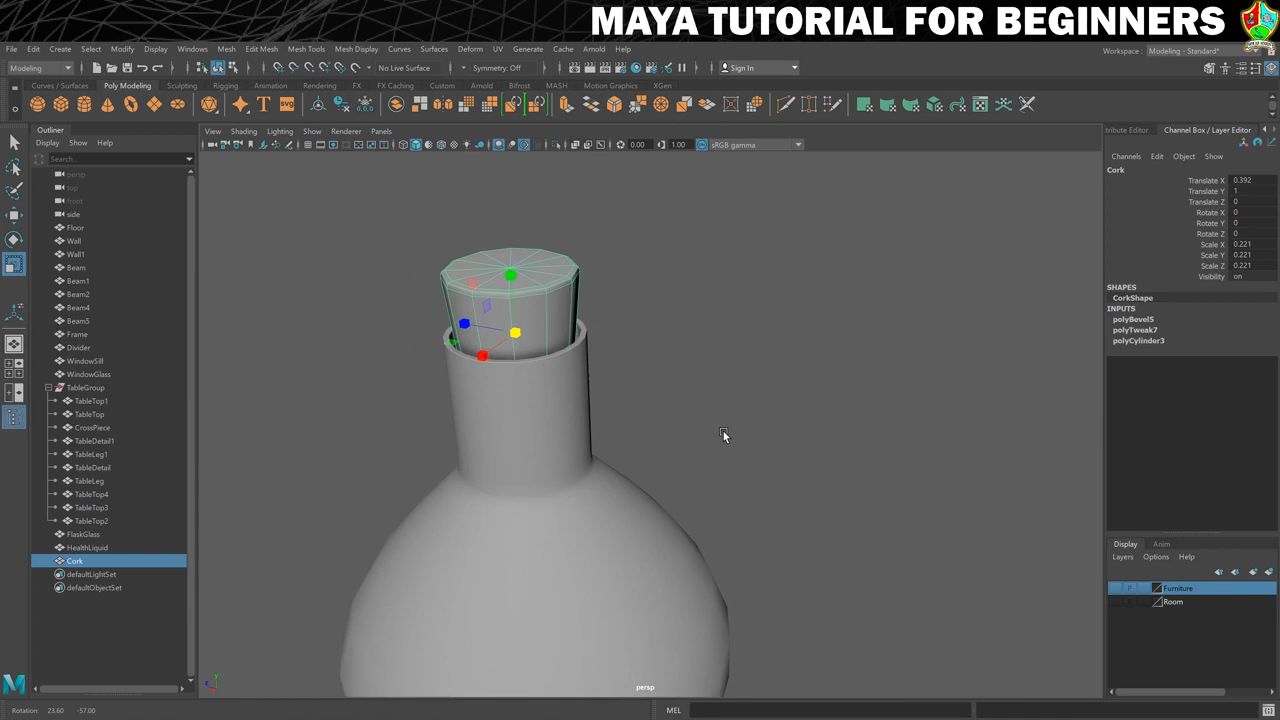 MAYA TUTORIAL FOR BEGINNERS
File Edit Create Select Modify Display Windows Mesh Edit Mesh Mesh Tools Mesh Display Curves Surfaces Deform UV Generate Cache Arnold Help
Workspace : Modeling - Standard*
Modeling No Live Surface Symmetry: Off Sign In
Curves / Surfaces Poly Modeling Sculpting Rigging Animation Rendering FX FX Caching Custom Arnold Bifrost MASH Motion Graphics XGen
Outliner
Display Show Help
Search...
persp
top
front
side
Floor
Wall
Wall1
Beam
Beam1
Beam2
Beam4
Beam5
Frame
Divider
WindowSill
WindowGlass
TableGroup
TableTop1
TableTop
CrossPiece
TableDetail1
TableLeg1
TableDetail
TableLeg
TableTop4
TableTop3
TableTop2
FlaskGlass
HealthLiquid
Cork
defaultLightSet
defaultObjectSet
View Shading Lighting Show Renderer Panels
0.00 1.00 sRGB gamma
persp
tribute Editor Channel Box / Layer Editor
Channels Edit Object Show
Cork
Translate X 0.392
Translate Y 1
Translate Z 0
Rotate X 0
Rotate Y 0
Rotate Z 0
Scale X 0.221
Scale Y 0.221
Scale Z 0.221
Visibility on
SHAPES
CorkShape
INPUTS
polyBevel5
polyTweak7
polyCylinder3
Display Anim
Layers Options Help
P Furniture
Room
Rotation: 23.60 -57.00
MEL